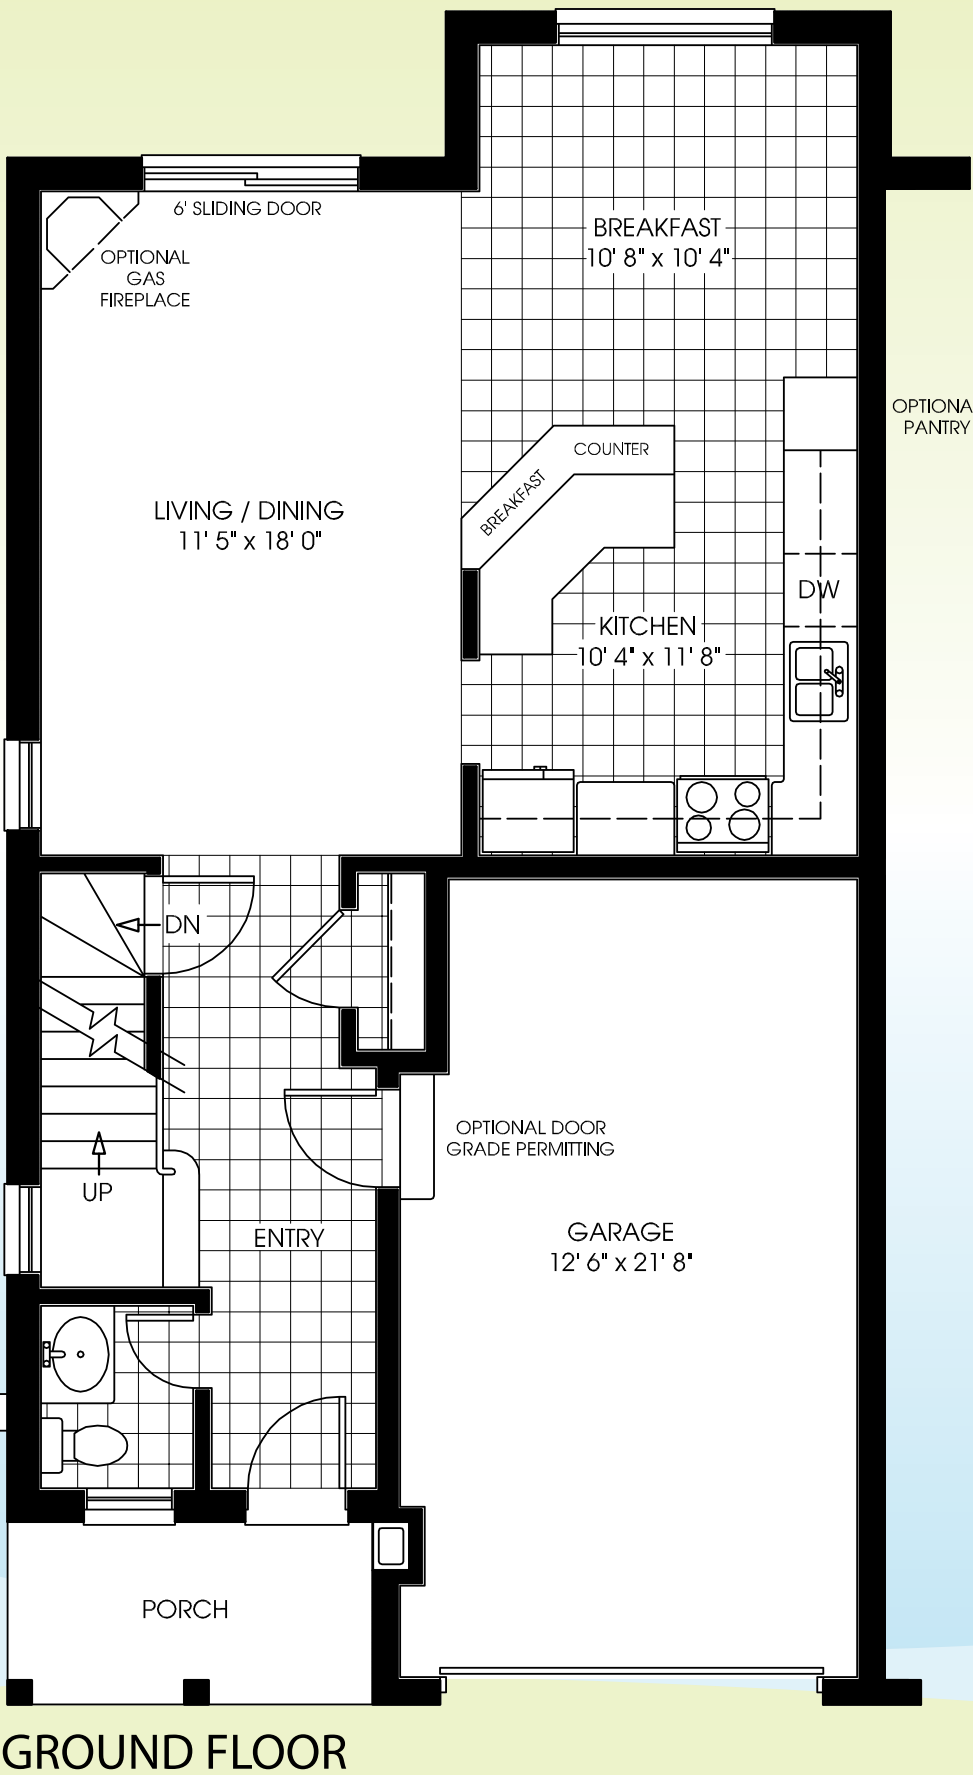 6' SLIDING DOOR
OPTIONAL
GAS
FIREPLACE
BREAKFAST
10' 8" x 10' 4"
OPTIONA
PANTRY
COUNTER
BREAKFAST
LIVING / DINING
11' 5" x 18' 0"
DW
KITCHEN
10' 4" x 11' 8"
DN
OPTIONAL DOOR
GRADE PERMITTING
UP
ENTRY
GARAGE
12' 6" x 21' 8"
PORCH
GROUND FLOOR